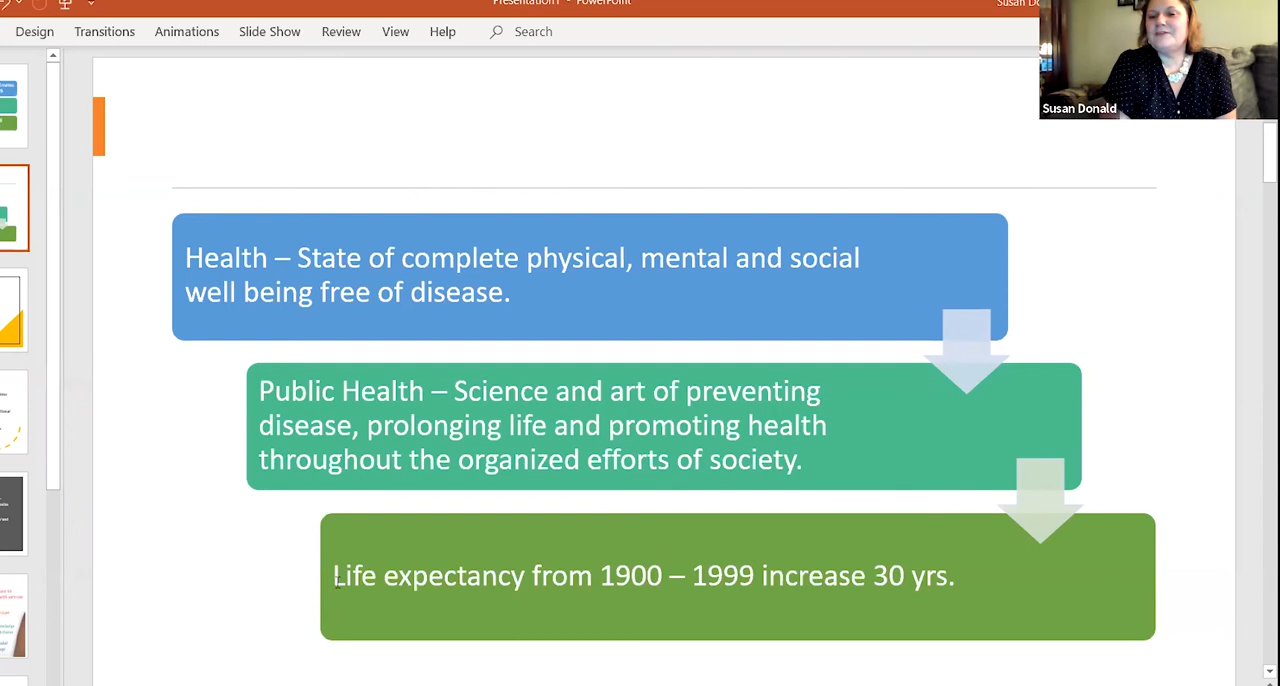 Presentation1 - PowerPoint
Susan Do
Design Transitions Animations Slide Show Review View Help Search
Susan Donald
Health – State of complete physical, mental and social
well being free of disease.
Public Health – Science and art of preventing
disease, prolonging life and promoting health
throughout the organized efforts of society.
Life expectancy from 1900 – 1999 increase 30 yrs.